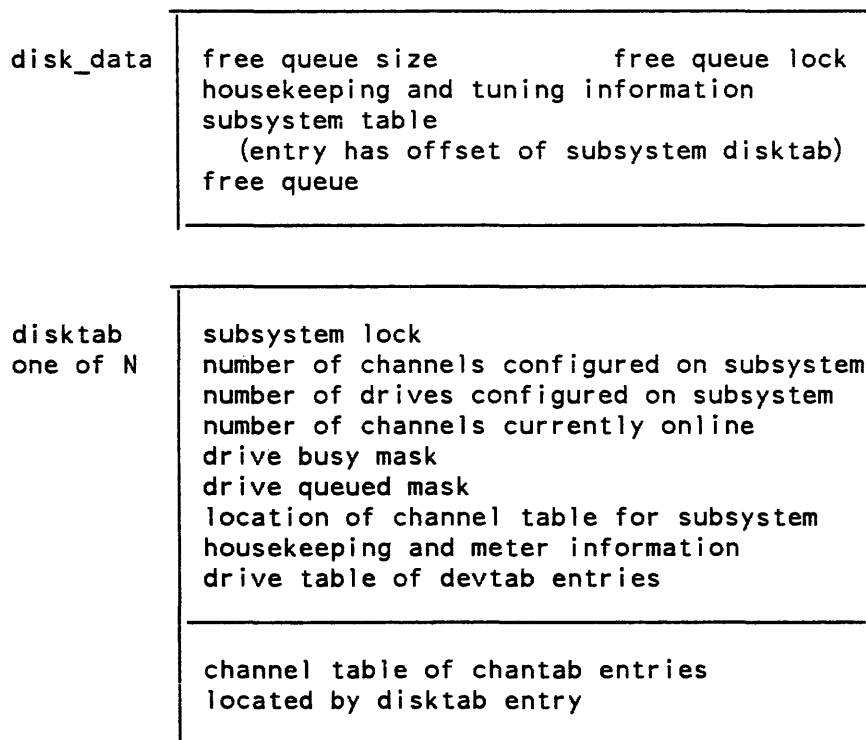 disk_data free queue size free queue lock
housekeeping and tuning information
subsystem table
(entry has offset of subsystem disktab)
free queue
disktab subsystem lock
one of N number of channels configured on subsystem
number of drives configured on subsystem
number of channels currently online
drive busy mask
drive queued mask
location of channel table for subsystem
housekeeping and meter information
drive table of devtab entries
channel table of chantab entries
located by disktab entry